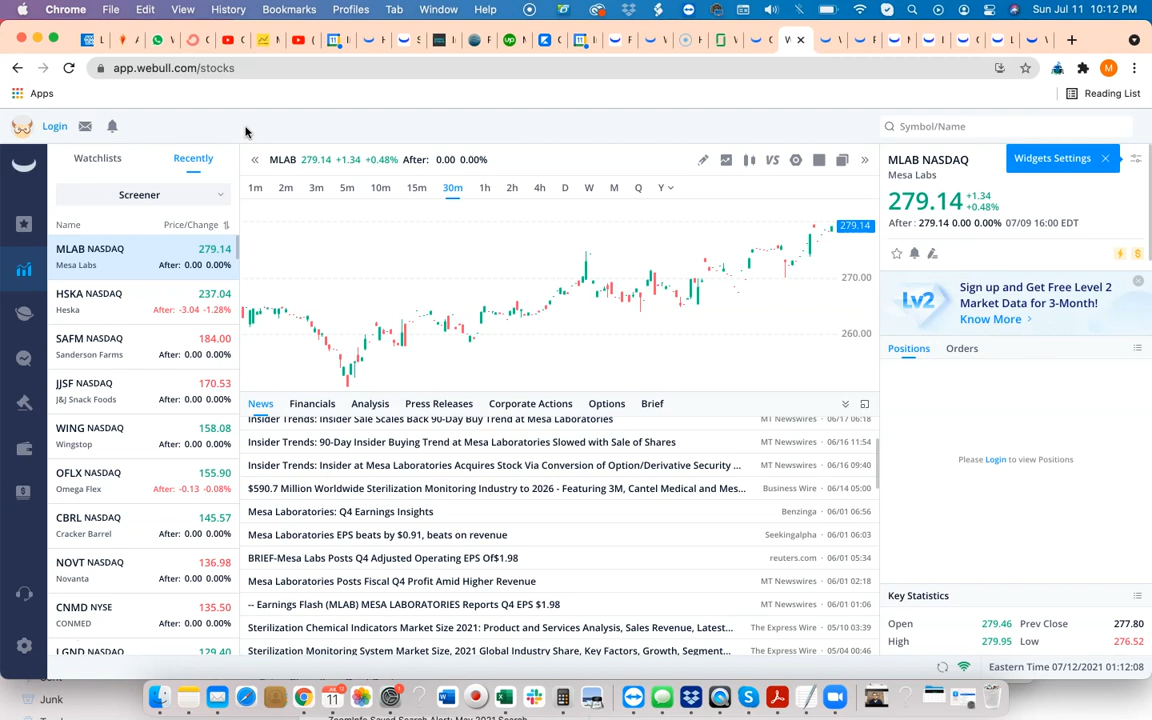 Chrome File Edit View History Bookmarks Profiles Tab Window Help Sun Jul 11 10:12 PM
app.webull.com/stocks
Apps Reading List
Login Symbol/Name
Watchlists Recently
Screener
Name Price/Change
MLAB NASDAQ 279.14
Mesa Labs After: 0.00 0.00%
HSKA NASDAQ 237.04
Heska After: -3.04 -1.28%
SAFM NASDAQ 184.00
Sanderson Farms After: 0.00 0.00%
JJSF NASDAQ 170.53
J&J Snack Foods After: 0.00 0.00%
WING NASDAQ 158.08
Wingstop After: 0.00 0.00%
OFLX NASDAQ 155.90
Omega Flex After: -0.13 -0.08%
CBRL NASDAQ 145.57
Cracker Barrel After: 0.00 0.00%
NOVT NASDAQ 136.98
Novanta After: 0.00 0.00%
CNMD NYSE 135.50
CONMED After: 0.00 0.00%
LGND NASDAQ 129.40
MLAB 279.14 +1.34 +0.48% After: 0.00 0.00%
VS
1m 2m 3m 5m 10m 15m 30m 1h 2h 4h D W M Q Y
279.14
270.00
260.00
News Financials Analysis Press Releases Corporate Actions Options Brief
Insider Trends: Insider Sale Scales Back 90-Day Buy Trend at Mesa Laboratories MT Newswires · 06/17 06:18
Insider Trends: 90-Day Insider Buying Trend at Mesa Laboratories Slowed with Sale of Shares MT Newswires · 06/16 11:54
Insider Trends: Insider at Mesa Laboratories Acquires Stock Via Conversion of Option/Derivative Security ... MT Newswires · 06/16 09:40
$590.7 Million Worldwide Sterilization Monitoring Industry to 2026 - Featuring 3M, Cantel Medical and Mes... Business Wire · 06/14 05:00
Mesa Laboratories: Q4 Earnings Insights Benzinga · 06/01 06:56
Mesa Laboratories EPS beats by $0.91, beats on revenue Seekingalpha · 06/01 06:03
BRIEF-Mesa Labs Posts Q4 Adjusted Operating EPS Of$1.98 reuters.com · 06/01 05:34
Mesa Laboratories Posts Fiscal Q4 Profit Amid Higher Revenue MT Newswires · 06/01 02:18
-- Earnings Flash (MLAB) MESA LABORATORIES Reports Q4 EPS $1.98 MT Newswires · 06/01 01:06
Sterilization Chemical Indicators Market Size 2021: Product and Services Analysis, Sales Revenue, Latest... The Express Wire · 05/10 03:39
Sterilization Monitoring System Market Size, 2021 Global Industry Share, Key Factors, Growth, Segment... The Express Wire · 05/04 00:46
MLAB NASDAQ
Widgets Settings
Mesa Labs
279.14 +1.34
+0.48%
After : 279.14 0.00 0.00% 07/09 16:00 EDT
Lv2
Sign up and Get Free Level 2
Market Data for 3-Month!
Know More
Positions Orders
Please Login to view Positions
Key Statistics
Open 279.46 Prev Close 277.80
High 279.95 Low 276.52
Eastern Time 07/12/2021 01:12:08
Junk
ZoomInfo Saved Search Alert: May 2021 Search